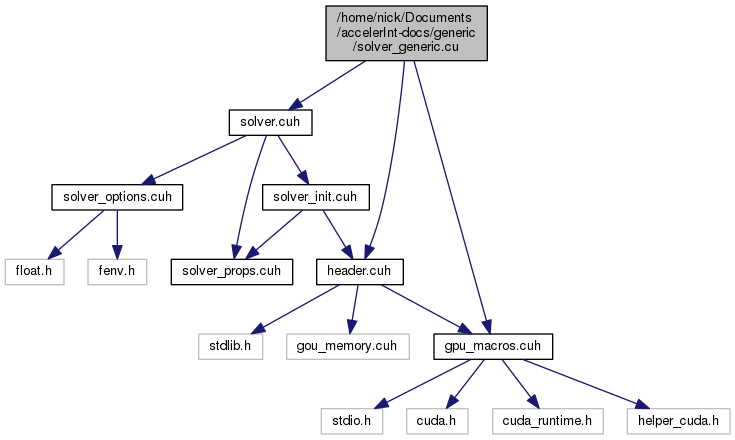 /home/nick/Documents
/accelerInt-docs/generic
/solver_generic.cu
solver.cuh
solver_options.cuh
solver_init.cuh
float.h
fenv.h
solver_props.cuh
header.cuh
stdlib.h
gou_memory.cuh
gpu_macros.cuh
stdio.h
cuda.h
cuda_runtime.h
helper_cuda.h